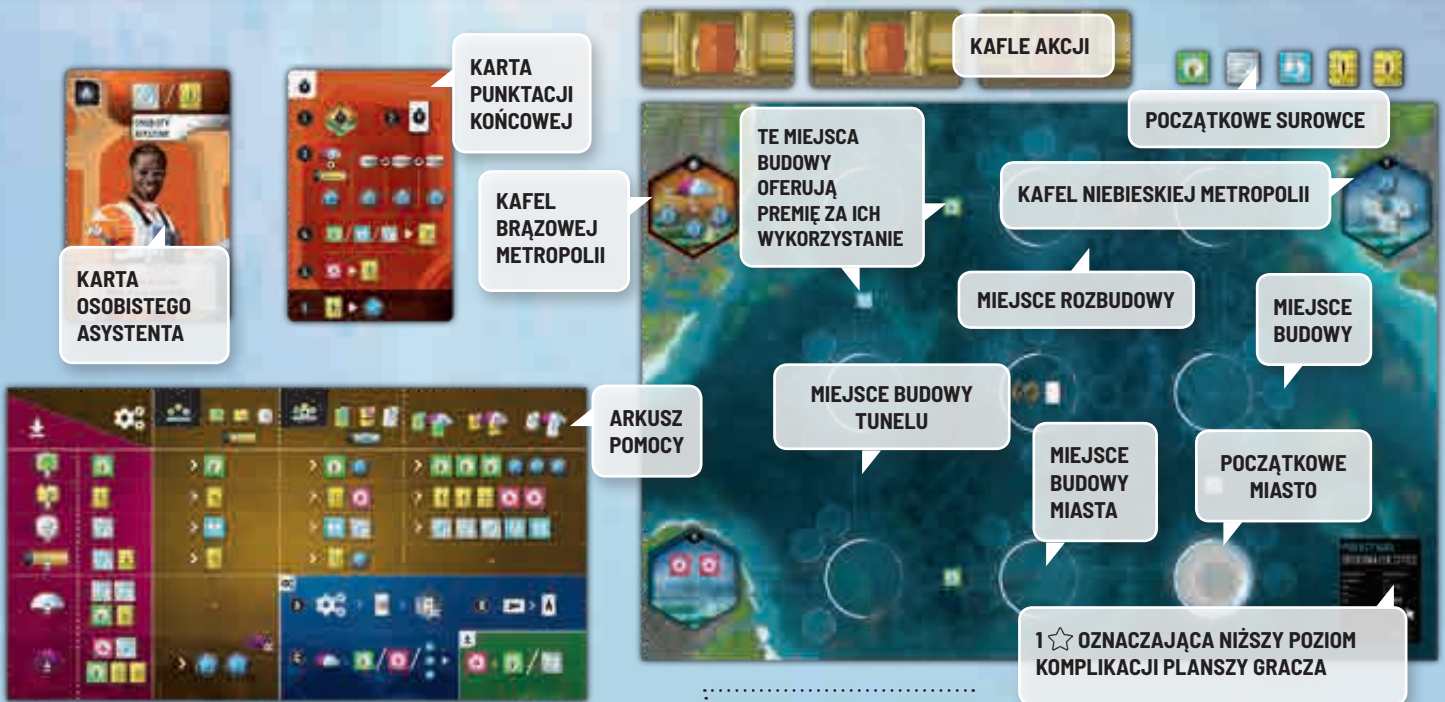 KARTA
PUNKTACJI
KOŃCOWEJ
KAFLE AKCJI
POCZĄTKOWE SUROWCE
TE MIEJSCA
BUDOWY
OFERUJĄ
PREMIĘ ZA ICH
WYKORZYSTANIE
KAFEL NIEBIESKIEJ METROPOLII
KAFEL
BRĄZOWEJ
METROPOLII
KARTA
OSOBISTEGO
ASYSTENTA
MIEJSCE ROZBUDOWY
MIEJSCE
BUDOWY
MIEJSCE BUDOWY
TUNELU
ARKUSZ
POMOCY
MIEJSCE
BUDOWY
MIASTA
POCZĄTKOWE
MIASTO
1 ☆ OZNACZAJĄCA NIŻSZY POZIOM
KOMPLIKACJI PLANSZY GRACZA